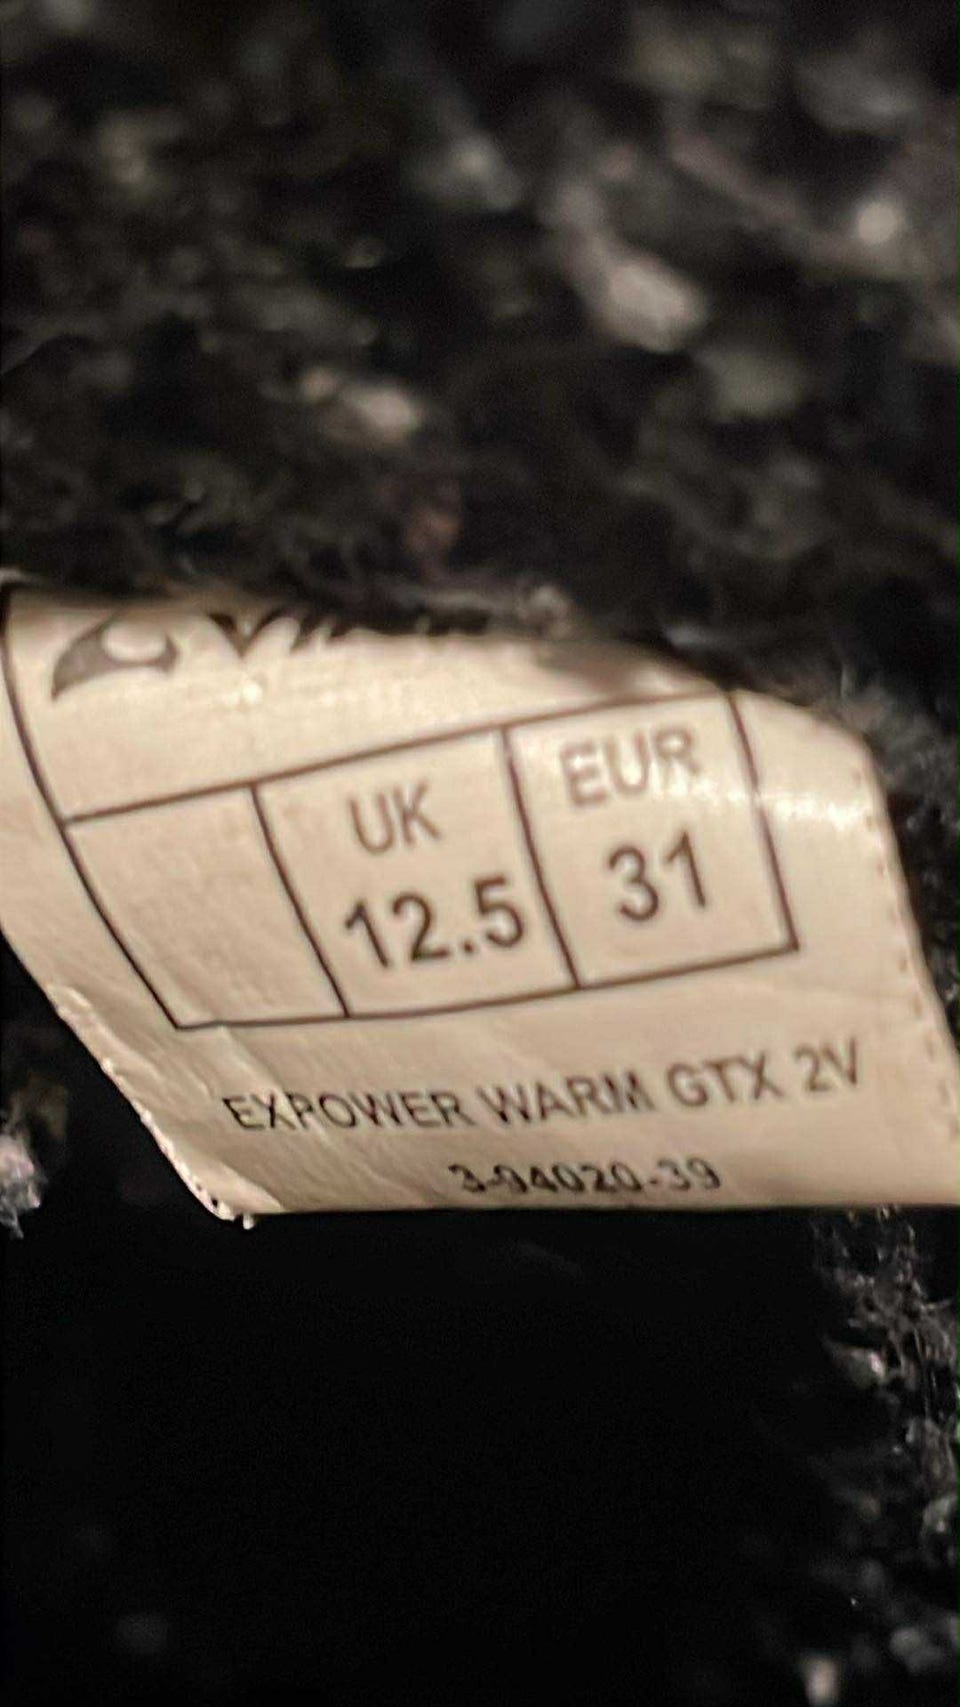 UK EUR
12.5 31
EXPOWER WARM GTX 2V
3-94020-39